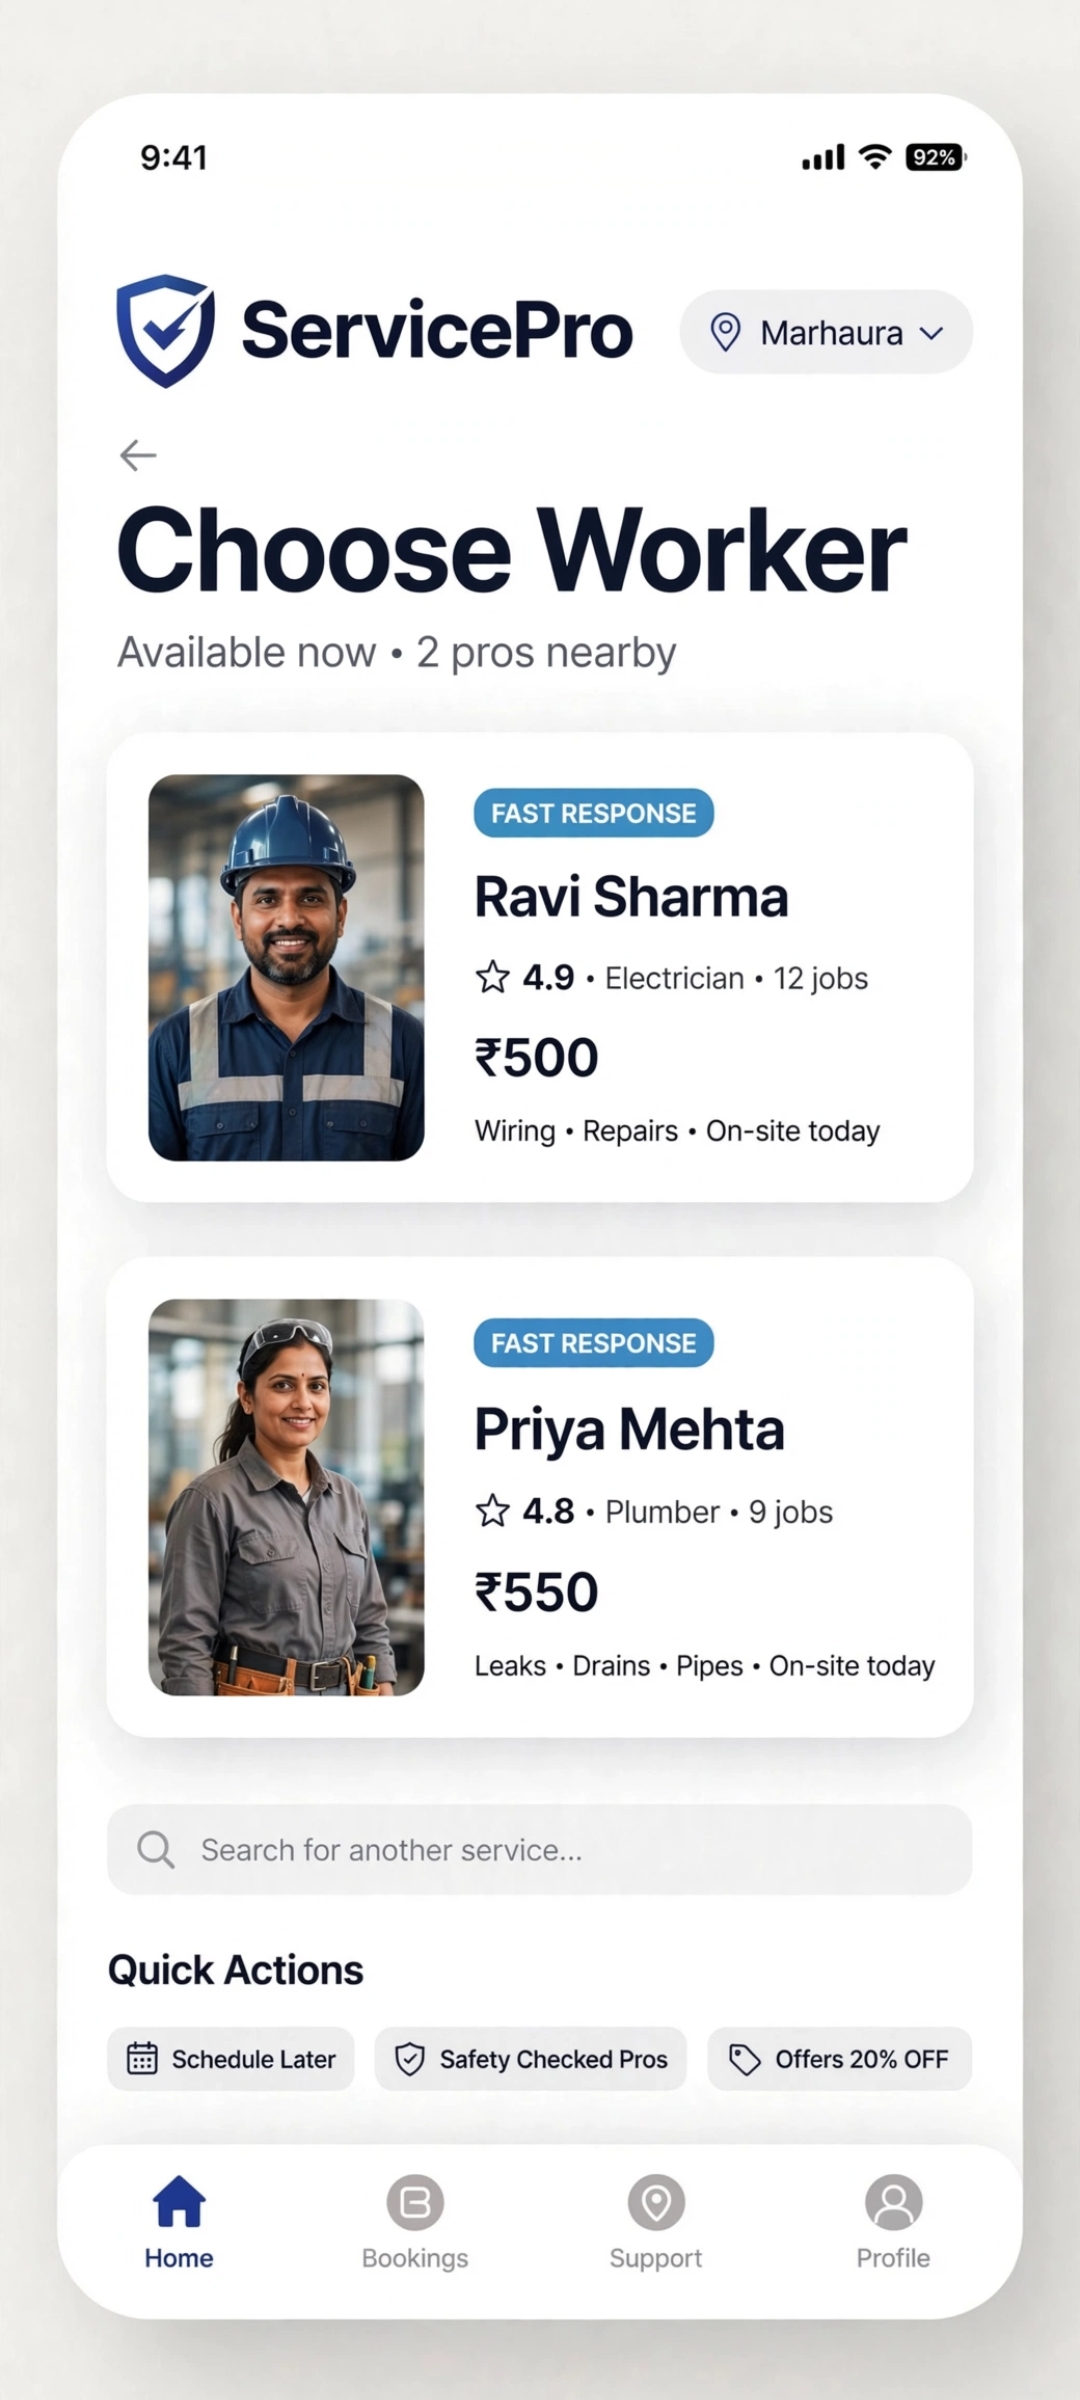 9:41
92%
ServicePro
Marhaura
Choose Worker
Available now • 2 pros nearby
FAST RESPONSE
Ravi Sharma
4.9 • Electrician • 12 jobs
₹500
Wiring • Repairs • On-site today
FAST RESPONSE
Priya Mehta
4.8 • Plumber • 9 jobs
₹550
Leaks • Drains • Pipes • On-site today
Search for another service...
Quick Actions
Schedule Later
Safety Checked Pros
Offers 20% OFF
Home
Bookings
Support
Profile